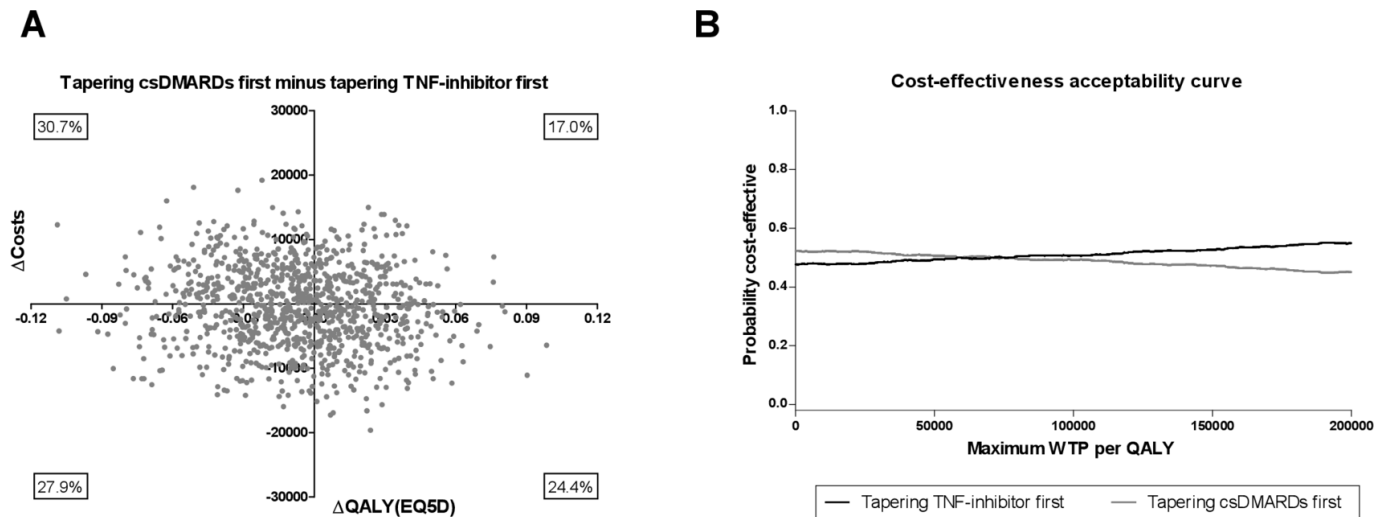 A
Tapering csDMARDs first minus tapering TNF-inhibitor first
30.7%
17.0%
30000
20000
10000
ΔCosts
-0.12
-0.09
-0.06
0.03
0.06
0.09
0.12
-10000
-20000
-30000
27.9%
24.4%
ΔQALY(EQ5D)
B
Cost-effectiveness acceptability curve
1.0
0.8
0.6
0.4
0.2
0.0
Probability cost-effective
0
50000
100000
150000
200000
Maximum WTP per QALY
Tapering TNF-inhibitor first
Tapering csDMARDs first